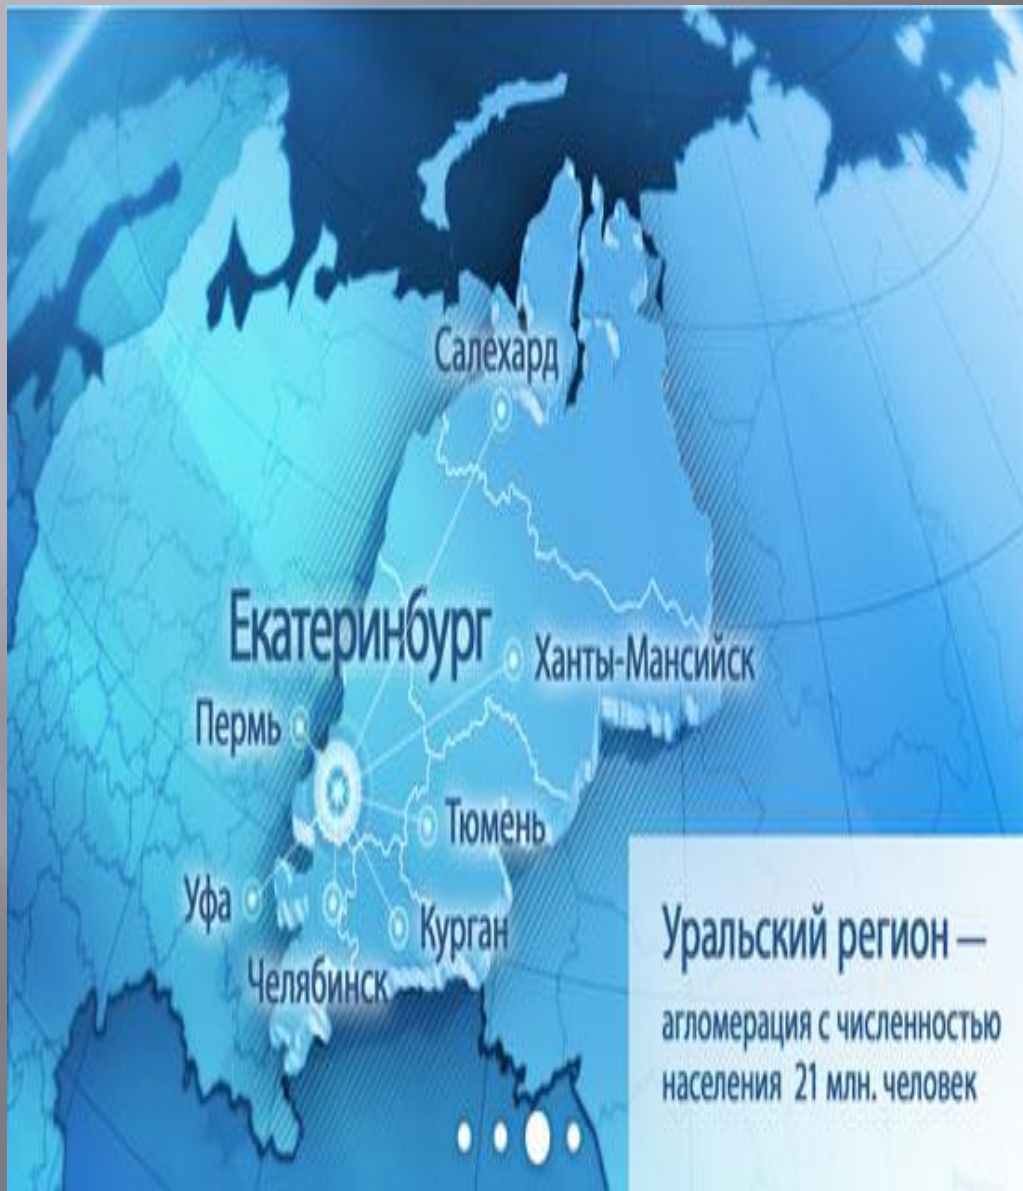 Салехард
Екатеринбург
Ханты-Мансийск
Пермь
Тюмень
Уфа
Курган
Челябинск
Уральский регион —
агломерация с численностью
населения 21 млн. человек